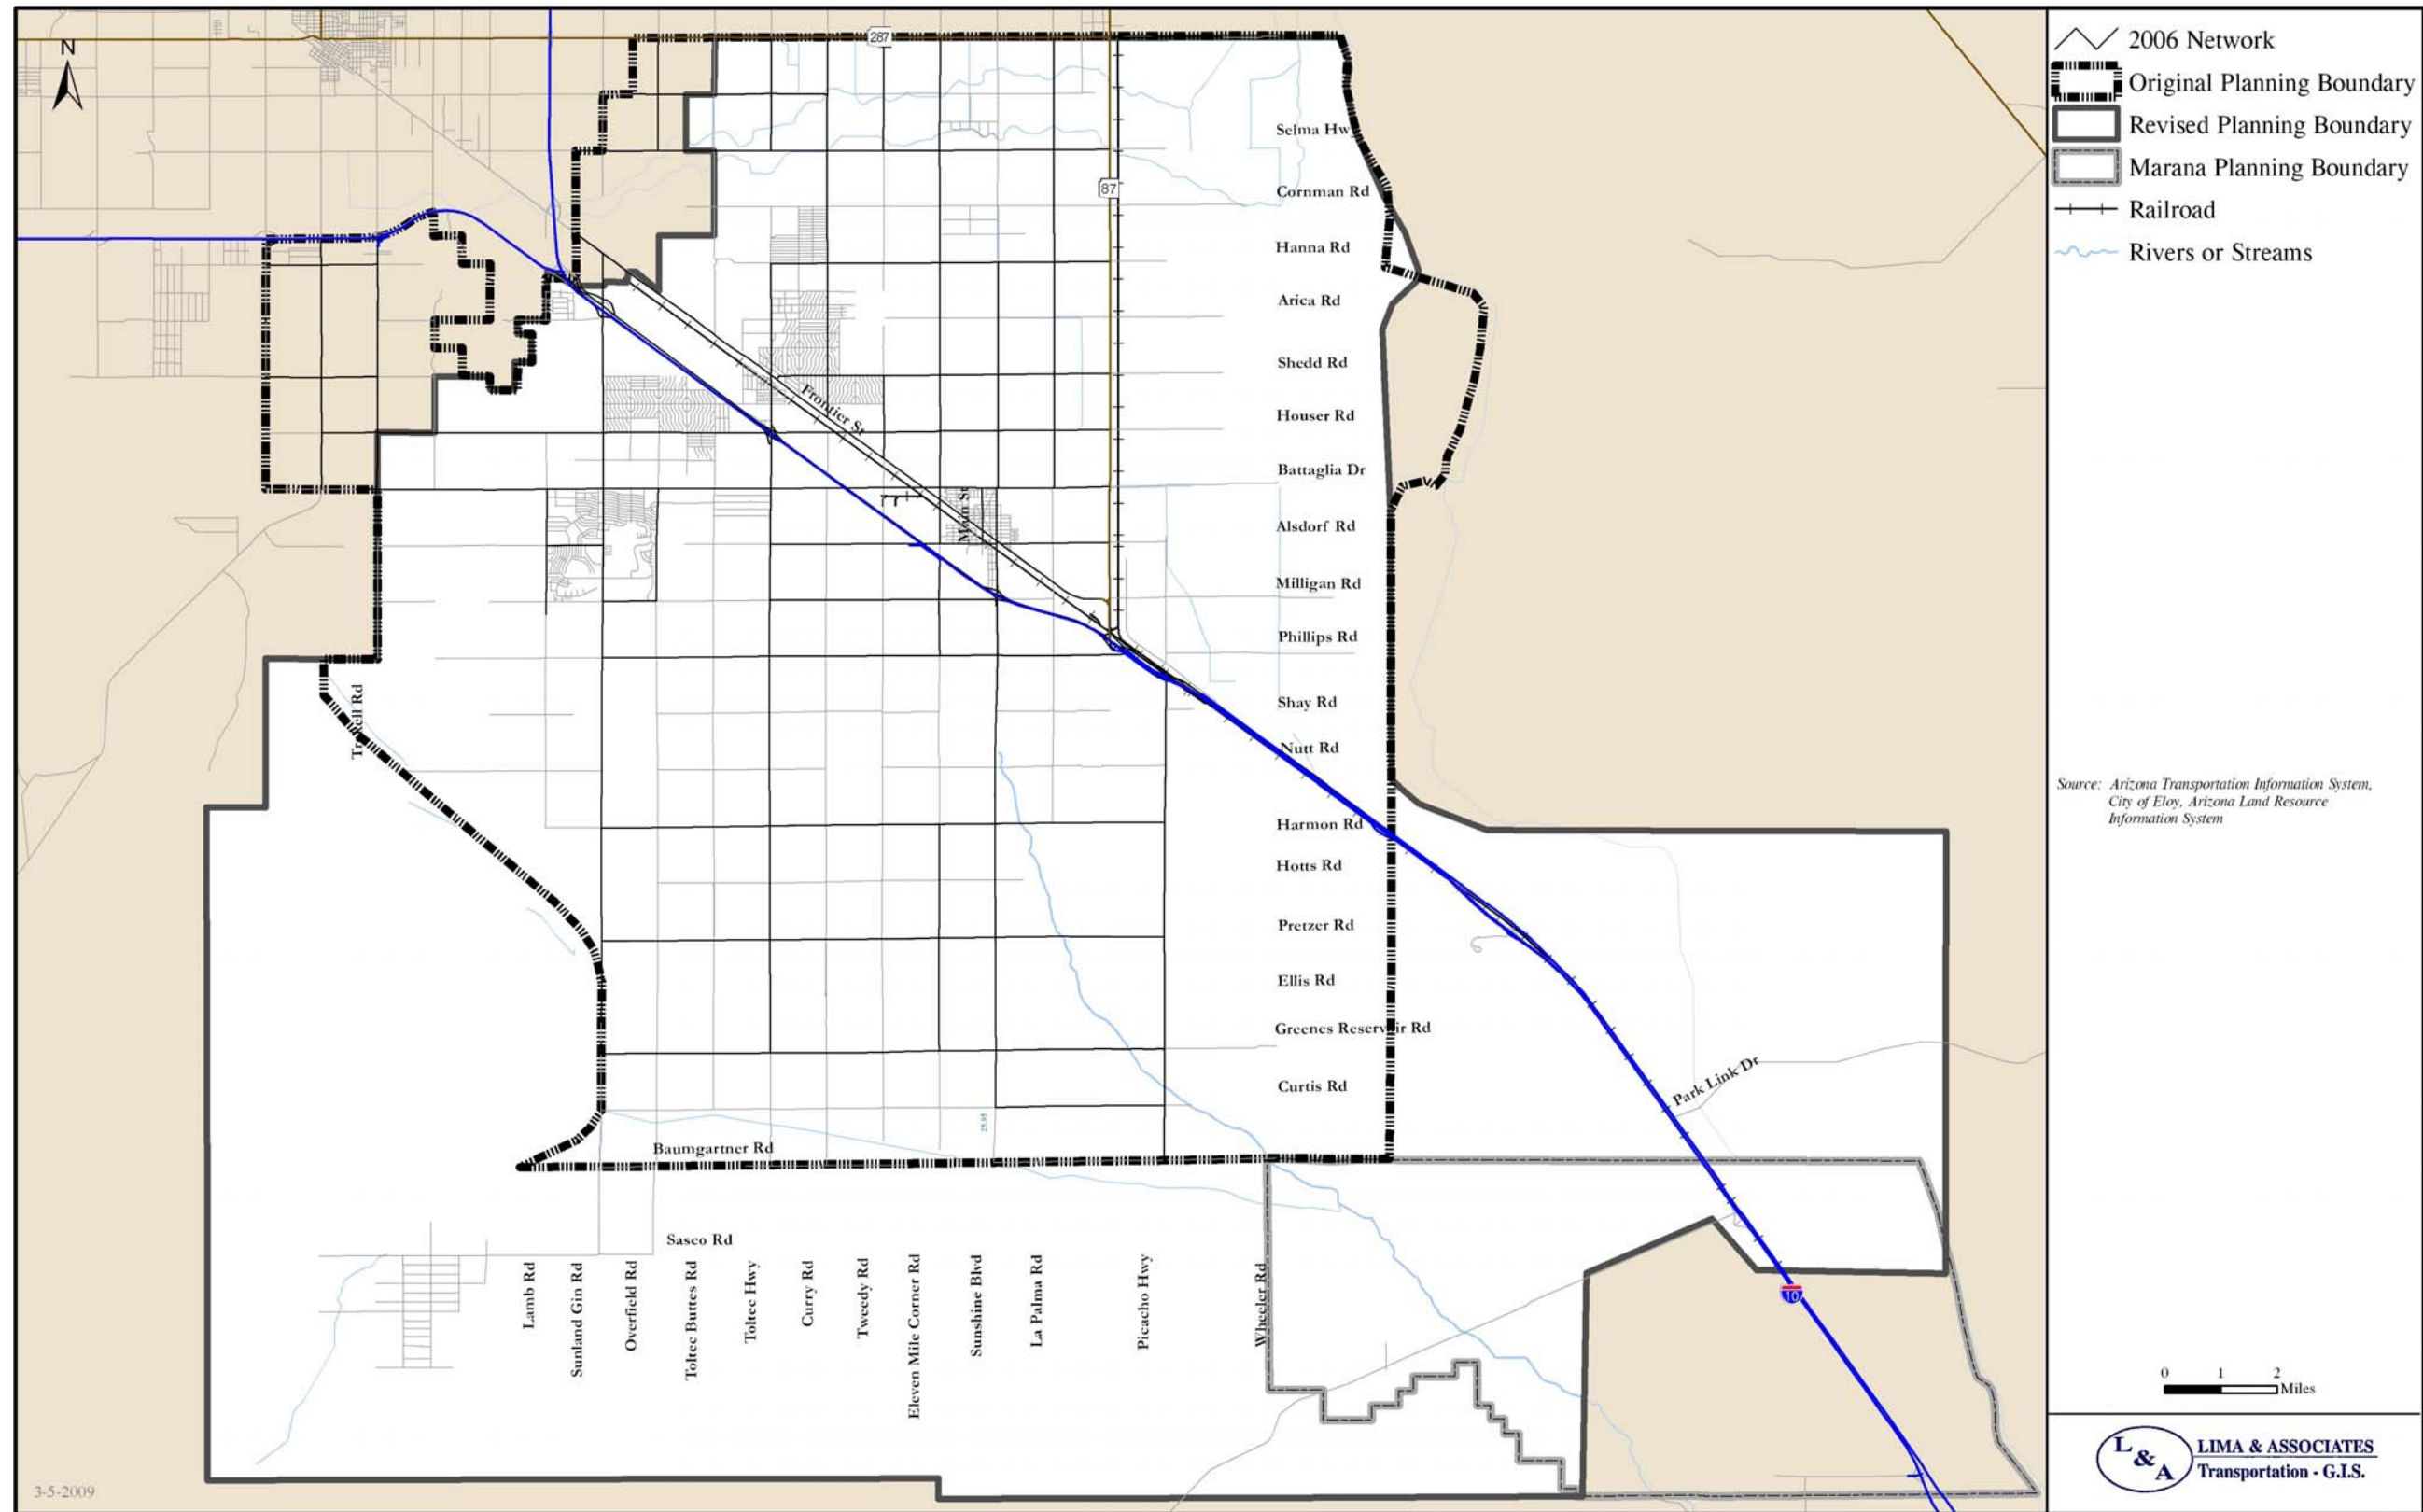 N
287
87
Selma Hw
Cornman Rd
Hanna Rd
Arica Rd
Shedd Rd
Houser Rd
Battaglia Dr
Alsdorf Rd
Milligan Rd
Phillips Rd
Shay Rd
Nutt Rd
Harmon Rd
Hotts Rd
Pretzer Rd
Ellis Rd
Greenes Reservoir Rd
Curtis Rd
Frontier St
Main St
Park Link Dr
Baumgartner Rd
Sasco Rd
Lamb Rd
Sunland Gin Rd
Overfield Rd
Toltec Buttes Rd
Toltec Hwy
Curry Rd
Tweedy Rd
Eleven Mile Corner Rd
Sunshine Blvd
La Palma Rd
Picacho Hwy
Wheeler Rd
10
3-5-2009
2006 Network
Original Planning Boundary
Revised Planning Boundary
Marana Planning Boundary
Railroad
Rivers or Streams
Source: Arizona Transportation Information System,
City of Eloy, Arizona Land Resource
Information System
0 1 2
Miles
L & A
LIMA & ASSOCIATES
Transportation - G.I.S.